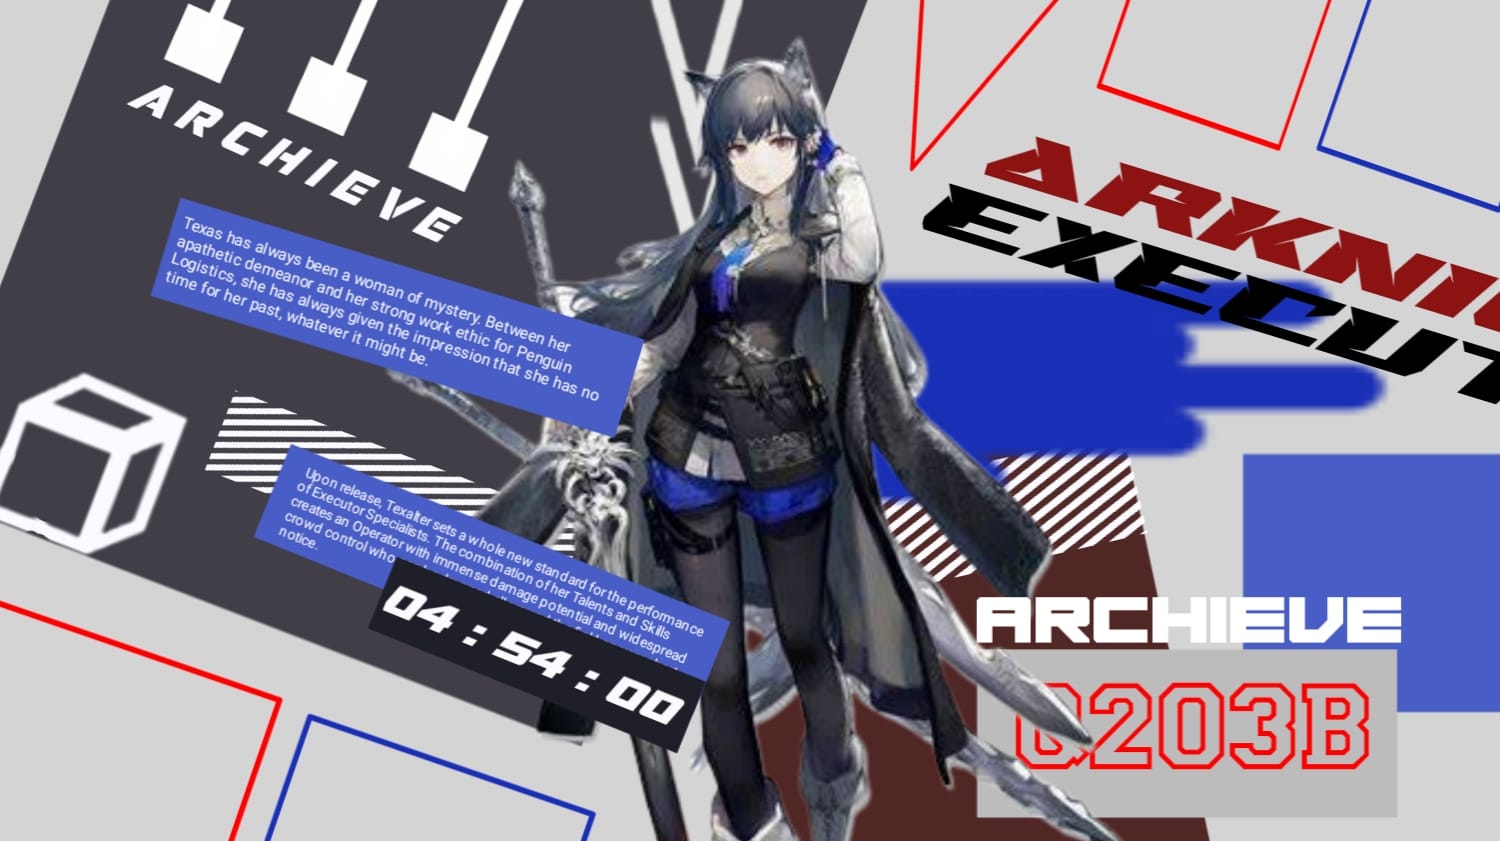 ARCHIEVE
Texas has always been a woman of mystery. Between her
apathetic demeanor and her strong work ethic for Penguin
Logistics, she has always given the impression that she has no
time for her past, whatever it might be.
Upon release, Texalter sets a whole new standard for the performance
of Executor Specialists. The combination of her Talents and Skills
creates an Operator with immense damage potential and widespread
crowd control who
notice.
04 : 54 : 00
ARKNI
EXECUT
ARCHIEVE
0203B